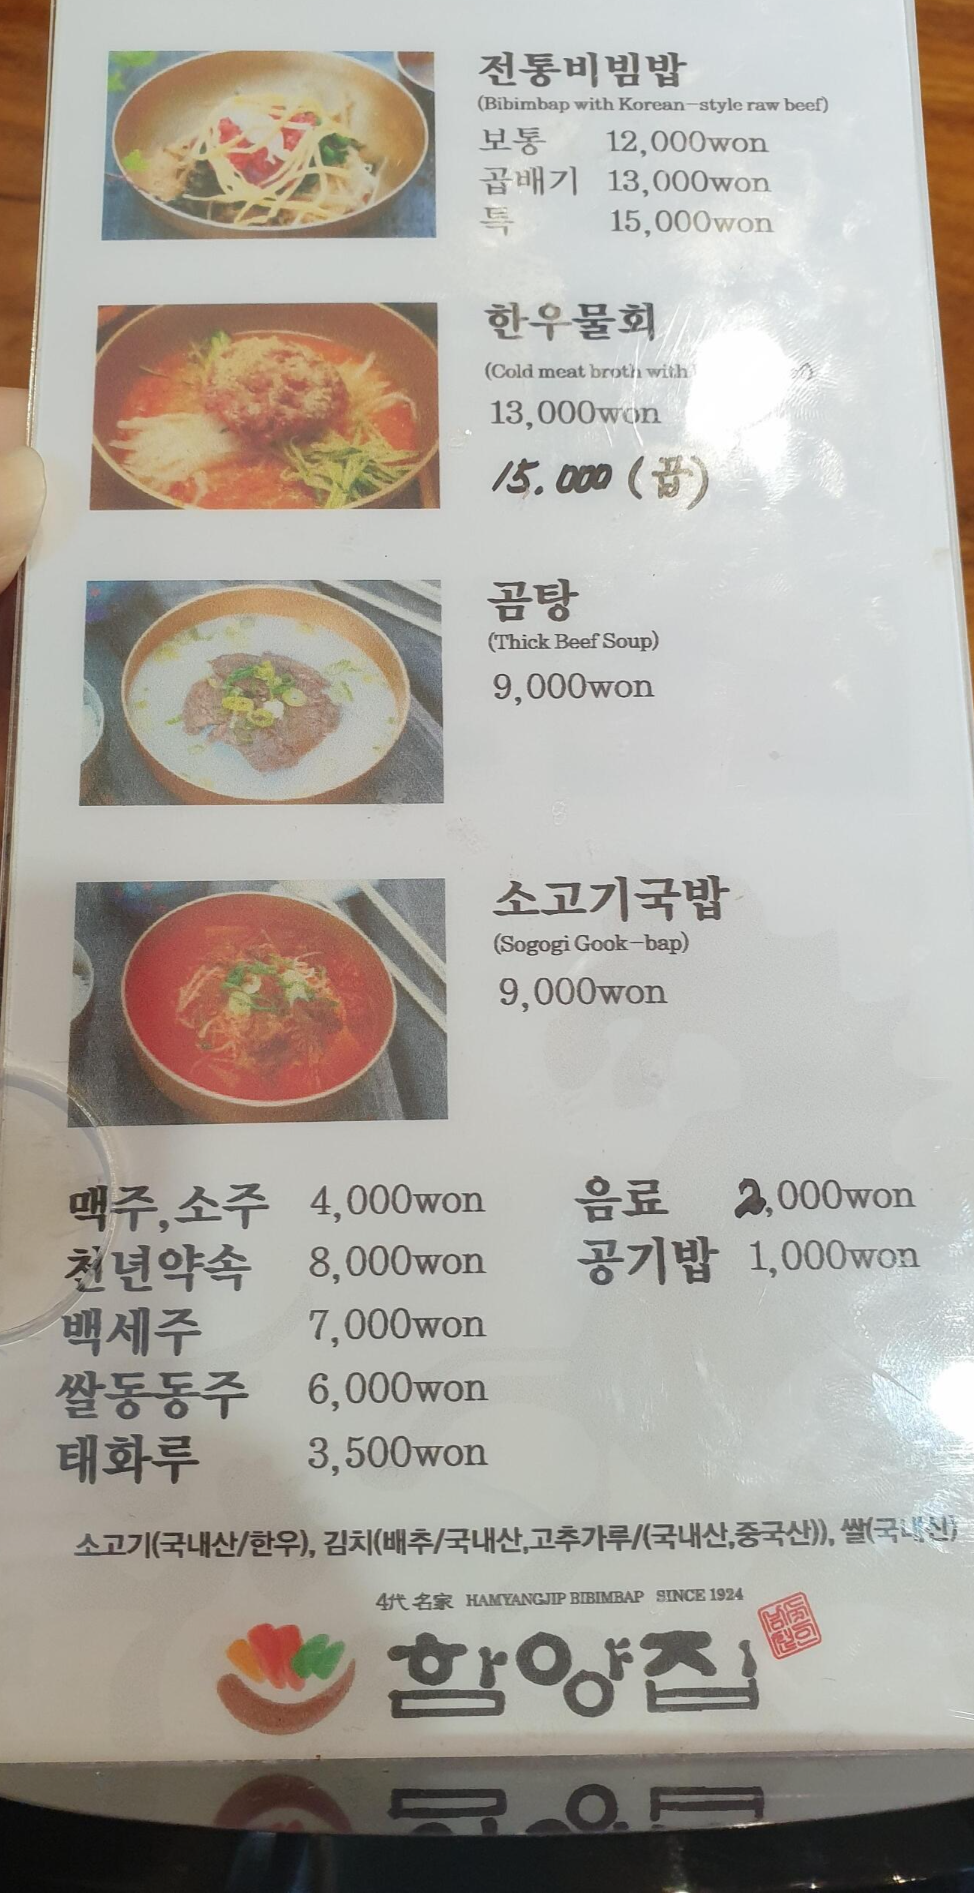 전통비빔밥
(Bibimbap with Korean-style raw beef)
보통 12,000won
곱배기 13,000won
특 15,000won
한우물회
(Cold meat broth with
13,000won
15.000 (곱)
곰탕
(Thick Beef Soup)
9,000won
소고기국밥
(Sogogi Gook-bap)
9,000won
맥주,소주 4,000won 음료 2,000won
천년약속 8,000won 공기밥 1,000won
백세주 7,000won
쌀동동주 6,000won
태화루 3,500won
소고기(국내산/한우), 김치(배추/국내산,고추가루/(국내산,중국산)), 쌀(국내산)
4代 名家 HAMYANGJIP BIBIMBAP SINCE 1924
함양집